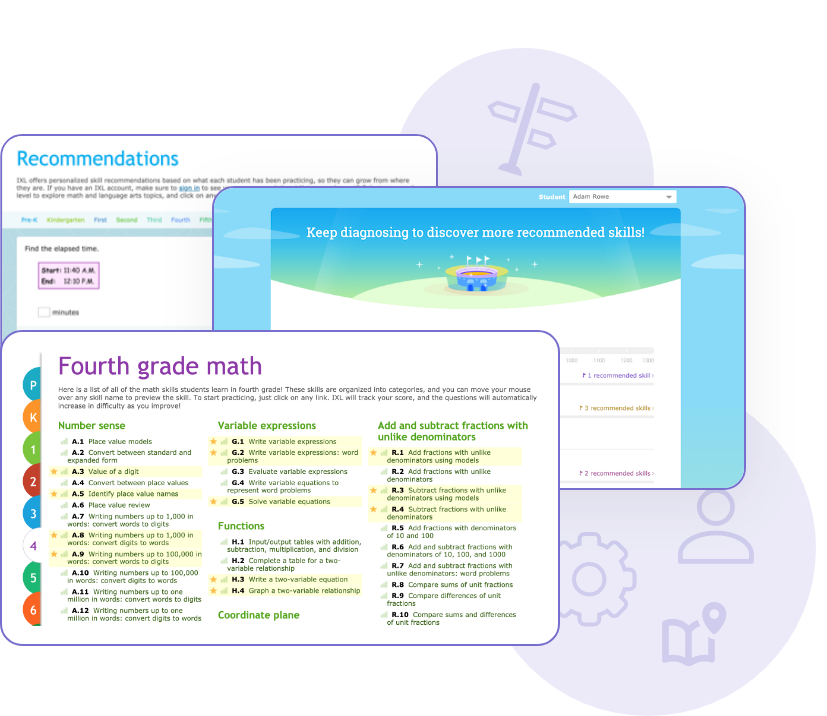 Recommendations
IXL offers personalized skill recommendations based on what each student has been practicing, so they can grow from where
they are. If you have an IXL account, make sure to sign in to see
level to explore math and language arts topics, and click on any
Pre-K Kindergarten First Second Third Fourth Fifth
Find the elapsed time.
Start: 11:40 A.M.
End: 12:10 P.M.
minutes
Student Adam Rowe
Keep diagnosing to discover more recommended skills!
1000 1100 1200 1300
1 recommended skill ›
3 recommended skills ›
2 recommended skills ›
P
K
1
2
3
4
5
6
Fourth grade math
Here is a list of all of the math skills students learn in fourth grade! These skills are organized into categories, and you can move your mouse
over any skill name to preview the skill. To start practicing, just click on any link. IXL will track your score, and the questions will automatically
increase in difficulty as you improve!
Number sense
A.1 Place value models
A.2 Convert between standard and
expanded form
A.3 Value of a digit
A.4 Convert between place values
A.5 Identify place value names
A.6 Place value review
A.7 Writing numbers up to 1,000 in
words: convert words to digits
A.8 Writing numbers up to 1,000 in
words: convert digits to words
A.9 Writing numbers up to 100,000 in
words: convert words to digits
A.10 Writing numbers up to 100,000
in words: convert digits to words
A.11 Writing numbers up to one
million in words: convert words to digits
A.12 Writing numbers up to one
million in words: convert digits to words
Variable expressions
G.1 Write variable expressions
G.2 Write variable expressions: word
problems
G.3 Evaluate variable expressions
G.4 Write variable equations to
represent word problems
G.5 Solve variable equations
Functions
H.1 Input/output tables with addition,
subtraction, multiplication, and division
H.2 Complete a table for a two-
variable relationship
H.3 Write a two-variable equation
H.4 Graph a two-variable relationship
Coordinate plane
Add and subtract fractions with
unlike denominators
R.1 Add fractions with unlike
denominators using models
R.2 Add fractions with unlike
denominators
R.3 Subtract fractions with unlike
denominators using models
R.4 Subtract fractions with unlike
denominators
R.5 Add fractions with denominators
of 10 and 100
R.6 Add and subtract fractions with
denominators of 10, 100, and 1000
R.7 Add and subtract fractions with
unlike denominators: word problems
R.8 Compare sums of unit fractions
R.9 Compare differences of unit
fractions
R.10 Compare sums and differences
of unit fractions